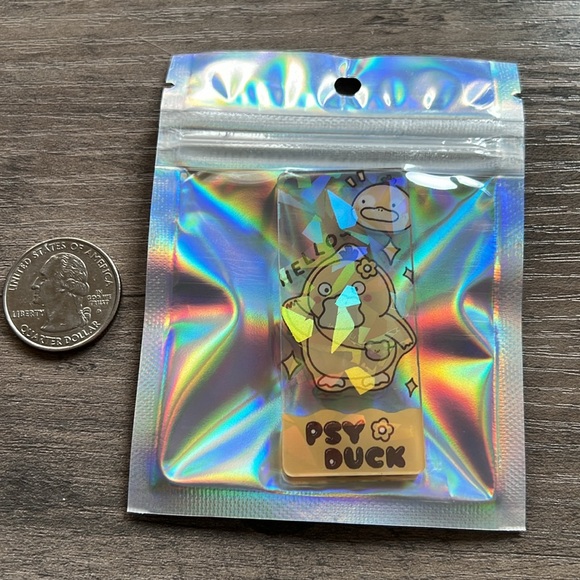 UNITED STATES OF AMERICA
LIBERTY
IN GOD WE TRUST
QUARTER DOLLAR
HELLO~
PSY
DUCK